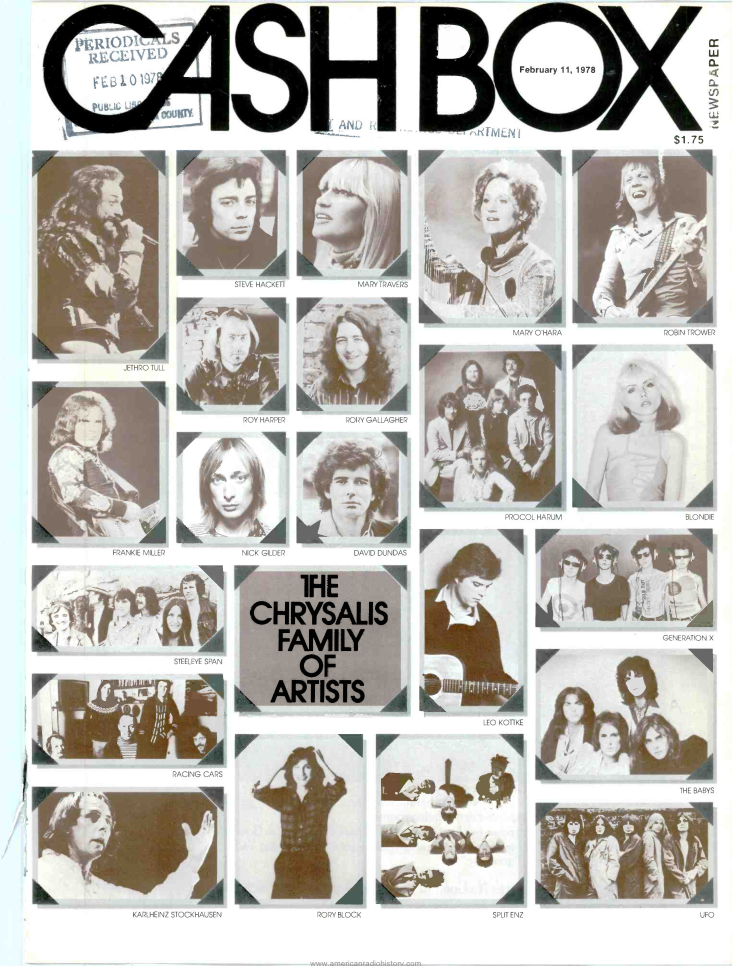 CASH BOX
PERIODICALS
RECEIVED
FEB 10 1978
PUBLIC
COUNTY.
February 11, 1978
NEWSPAPER
AND
DEPARTMENT
$1.75
STEVE HACKETT
MARY TRAVERS
MARY O'HARA
ROBIN TROWER
JETHRO TULL
ROY HARPER
RORY GALLAGHER
PROCOL HARUM
BLONDIE
FRANKIE MILLER
NICK GILDER
DAVID DUNDAS
THE
CHRYSALIS
FAMILY
OF
ARTISTS
STEELEYE SPAN
GENERATION X
LEO KOTTKE
RACING CARS
THE BABYS
KARLHEINZ STOCKHAUSEN
RORY BLOCK
SPLIT ENZ
UFO
www.americanradiohistory.com